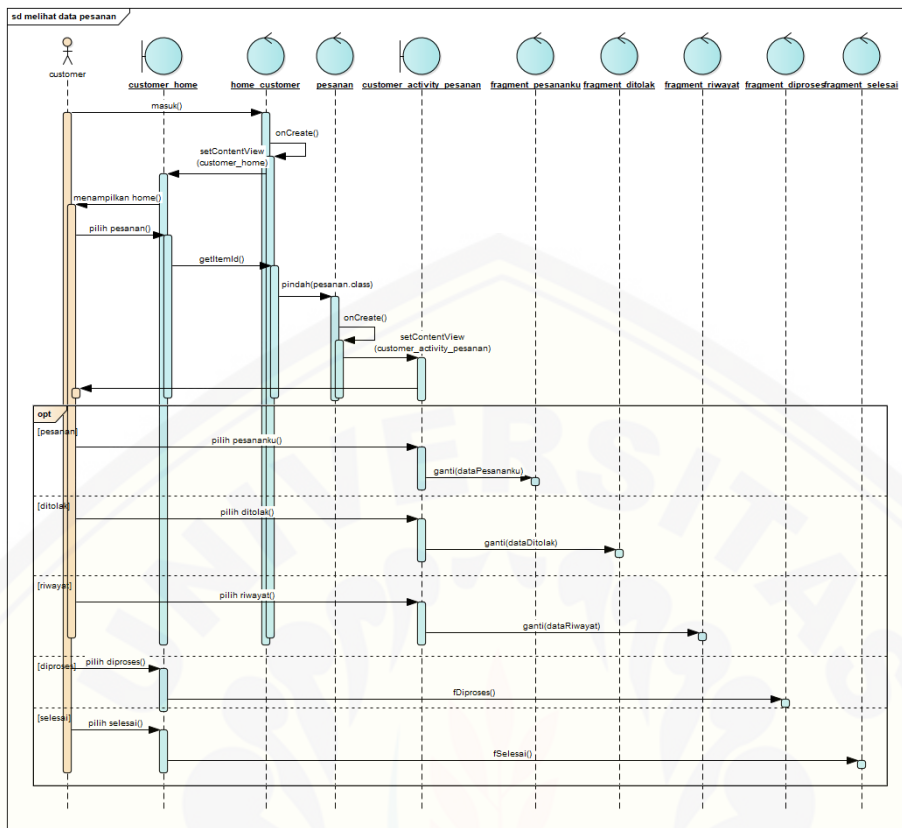 sd melihat data pesanan
customer
customer_home
home_customer
pesanan
customer_activity_pesanan
fragment_pesananku
fragment_ditolak
fragment_riwayat
fragment_diproses
fragment_selesai
masuk()
onCreate()
setContentView
(customer_home)
menampilkan home()
pilih pesanan()
getItemId()
pindah(pesanan.class)
onCreate()
setContentView
(customer_activity_pesanan)
opt
[pesanan]
pilih pesananku()
ganti(dataPesananku)
[ditolak]
pilih ditolak()
ganti(dataDitolak)
[riwayat]
pilih riwayat()
ganti(dataRiwayat)
[diproses]
pilih diproses()
fDiproses()
[selesai]
pilih selesai()
fSelesai()
UNIVERSITAS